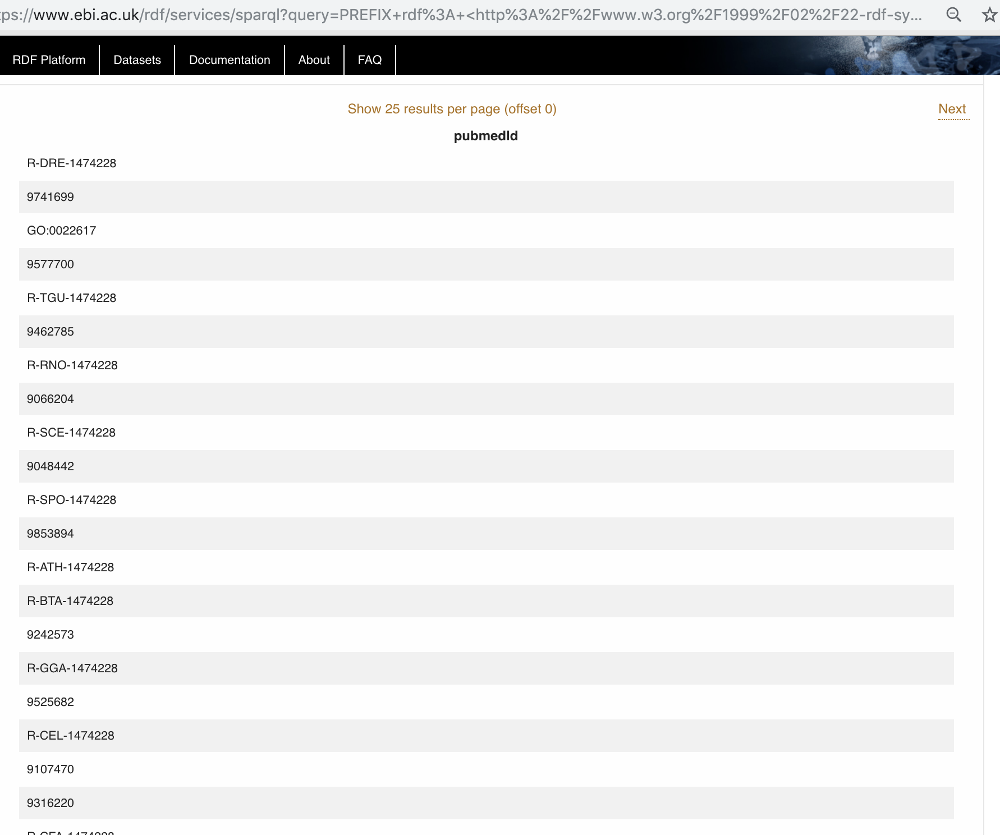 ps://www.ebi.ac.uk/rdf/services/sparql?query=PREFIX+rdf%3A+<http%3A%2F%2Fwww.w3.org%2F1999%2F02%2F22-rdf-sy...
RDF Platform Datasets Documentation About FAQ
Show 25 results per page (offset 0) Next
pubmedId
R-DRE-1474228
9741699
GO:0022617
9577700
R-TGU-1474228
9462785
R-RNO-1474228
9066204
R-SCE-1474228
9048442
R-SPO-1474228
9853894
R-ATH-1474228
R-BTA-1474228
9242573
R-GGA-1474228
9525682
R-CEL-1474228
9107470
9316220
R-CFA-1474228